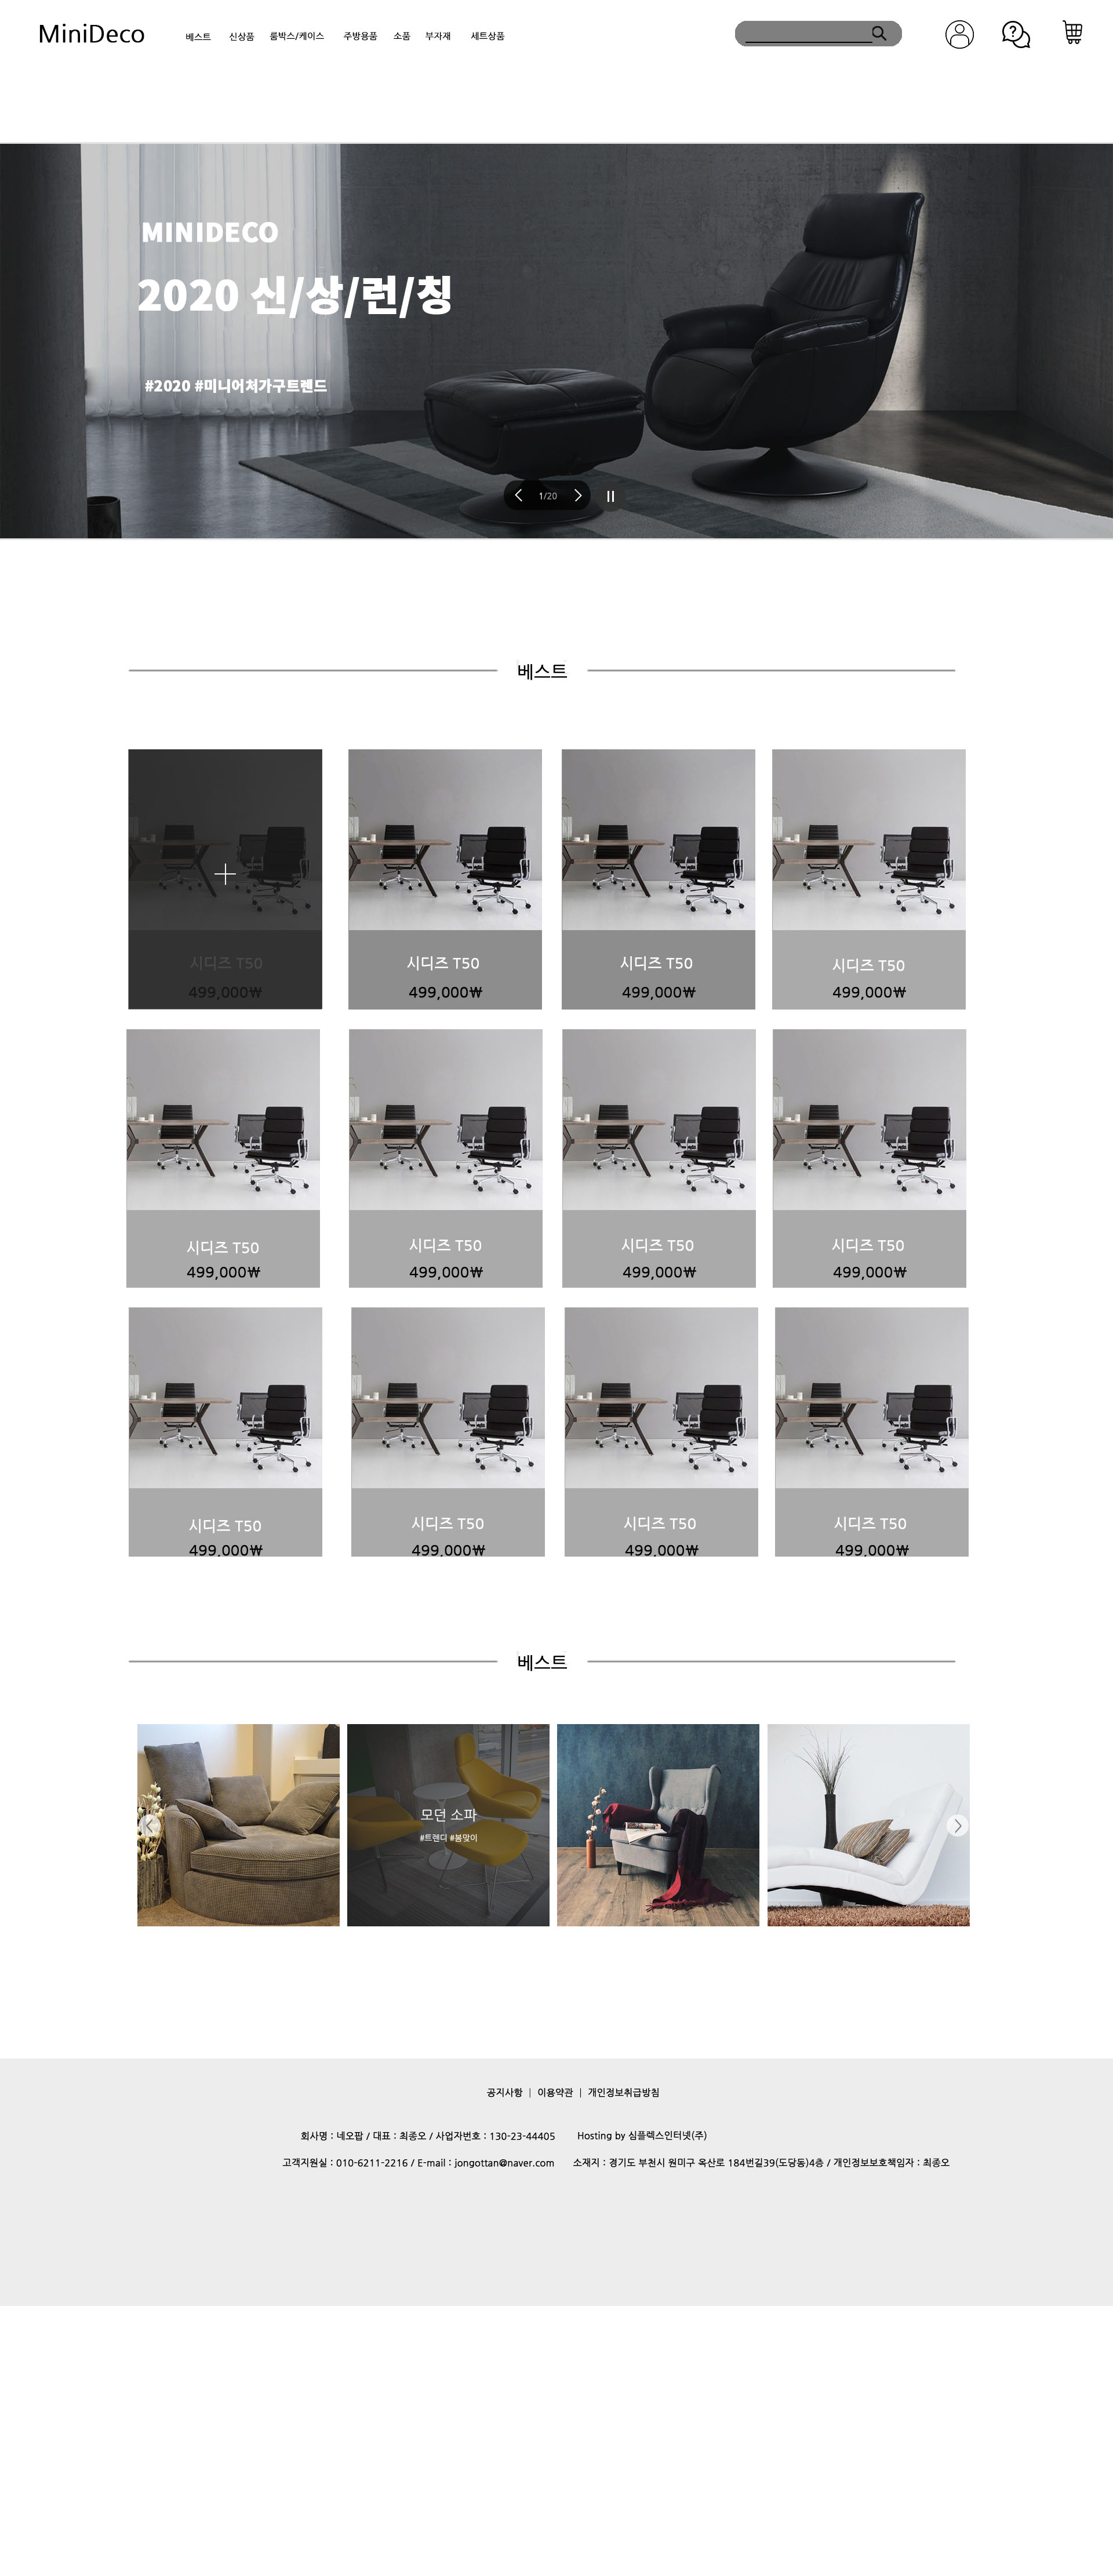 MiniDeco
베스트 신상품 룸박스/케이스 주방용품 소품 부자재 세트상품
MINIDECO
2020 신/상/런/칭
#2020 #미니어처가구트렌드
1/20
베스트
시디즈 T50 시디즈 T50 시디즈 T50 시디즈 T50
499,000₩ 499,000₩ 499,000₩ 499,000₩
시디즈 T50 시디즈 T50 시디즈 T50 시디즈 T50
499,000₩ 499,000₩ 499,000₩ 499,000₩
시디즈 T50 시디즈 T50 시디즈 T50 시디즈 T50
499,000₩ 499,000₩ 499,000₩ 499,000₩
베스트
모던 소파
#트렌디 #봄맞이
공지사항 | 이용약관 | 개인정보취급방침
회사명 : 네오팝 / 대표 : 최종오 / 사업자번호 : 130-23-44405 Hosting by 심플렉스인터넷(주)
고객지원실 : 010-6211-2216 / E-mail : jongottan@naver.com 소재지 : 경기도 부천시 원미구 옥산로 184번길39(도당동)4층 / 개인정보보호책임자 : 최종오